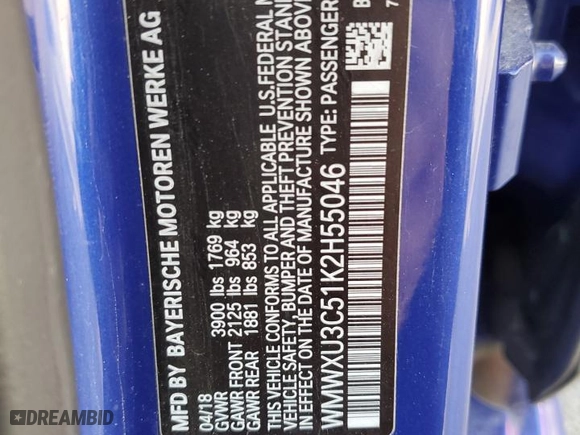 MFD BY BAYERISCHE MOTOREN WERKE AG
04/18
GVWR 3900 lbs 1769 kg
GAWR FRONT 2125 lbs 964 kg
GAWR REAR 1881 lbs 853 kg
THIS VEHICLE CONFORMS TO ALL APPLICABLE U.S. FEDERAL
VEHICLE SAFETY, BUMPER AND THEFT PREVENTION STAN
IN EFFECT ON THE DATE OF MANUFACTURE SHOWN ABOVE
WMWXU3C51K2H55046 TYPE: PASSENGER
DREAMBID